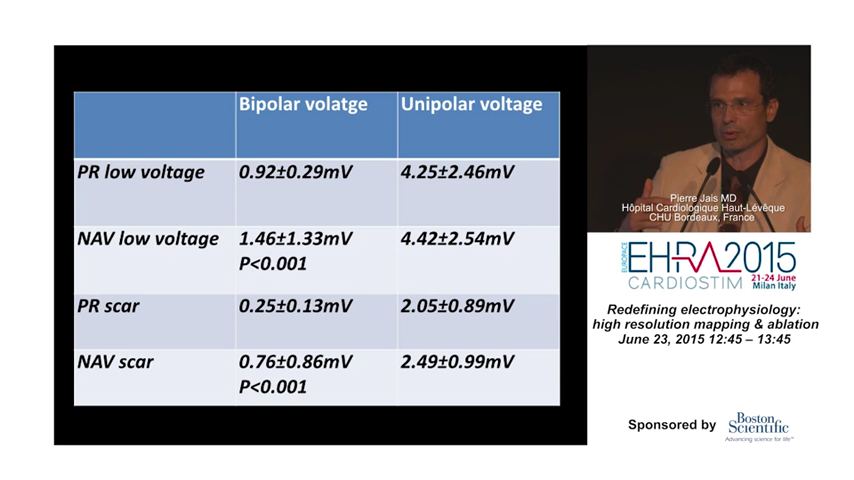 Bipolar volatge Unipolar voltage
PR low voltage 0.92±0.29mV 4.25±2.46mV
NAV low voltage 1.46±1.33mV 4.42±2.54mV
P<0.001
PR scar 0.25±0.13mV 2.05±0.89mV
NAV scar 0.76±0.86mV 2.49±0.99mV
P<0.001
Pierre Jais MD
Hôpital Cardiologique Haut-Lévêque
CHU Bordeaux, France
EUROPACE
EHRA2015
CARDIOSTIM
21-24 June
Milan Italy
Redefining electrophysiology:
high resolution mapping & ablation
June 23, 2015 12:45 – 13:45
Sponsored by
Boston
Scientific
Advancing science for life™